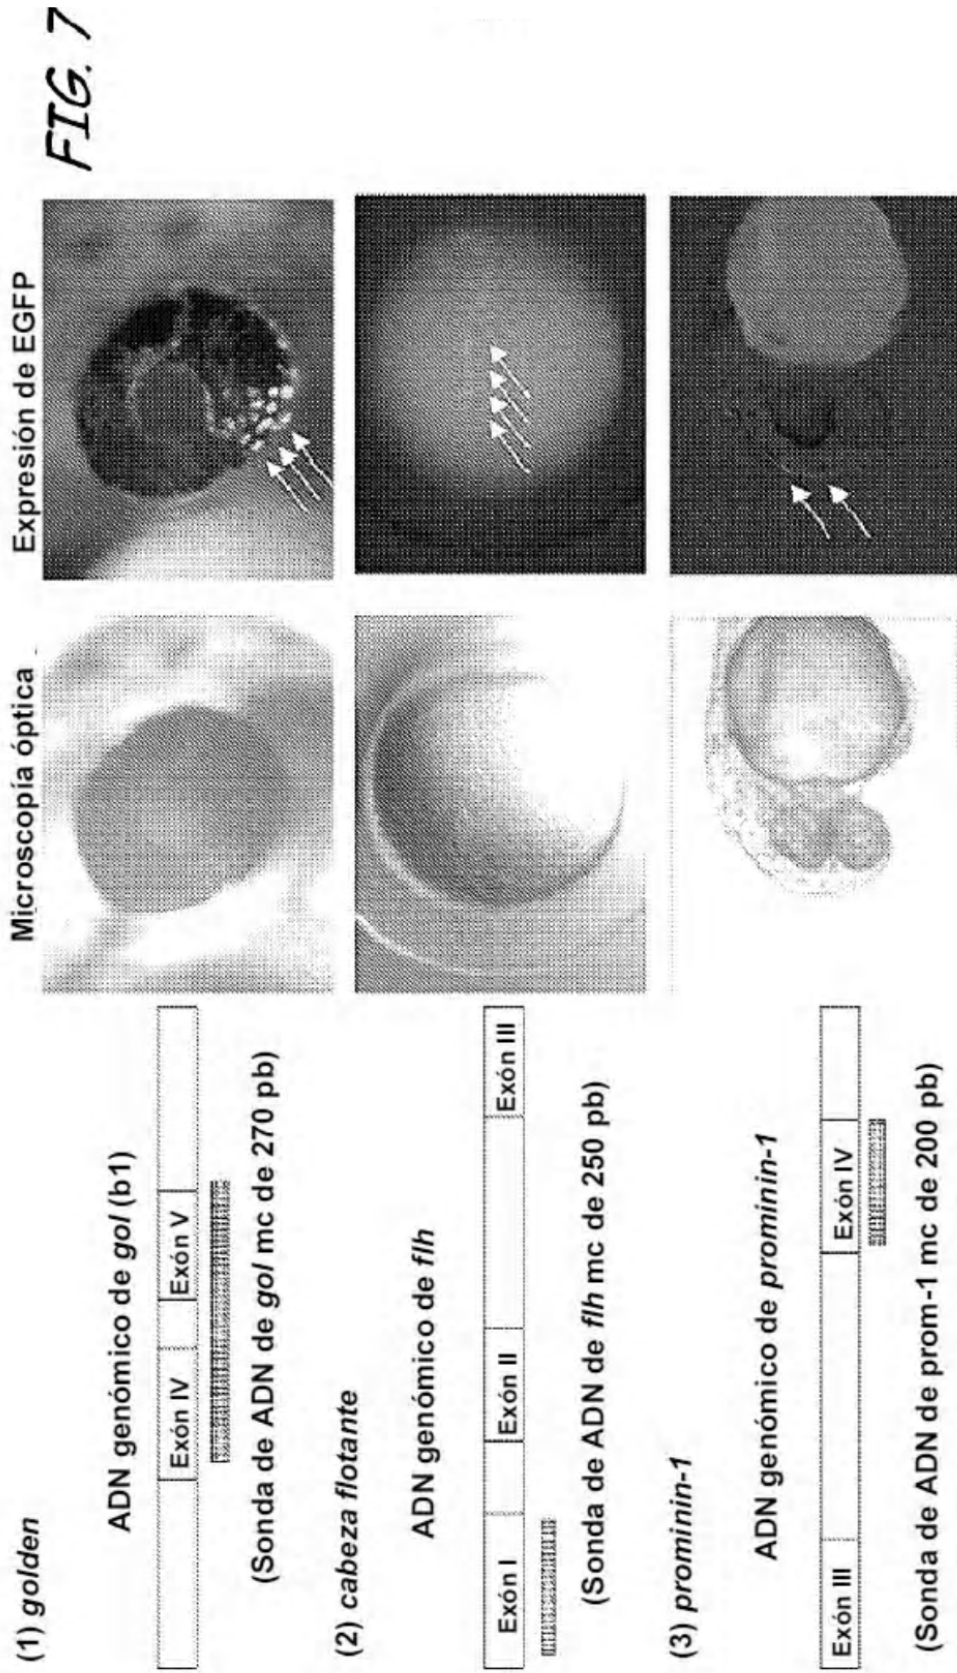 FIG. 7
Microscopía óptica
Expresión de EGFP
(1) golden
ADN genómico de gol (b1)
Exón IV
Exón V
(Sonda de ADN de gol mc de 270 pb)
(2) cabeza flotante
ADN genómico de flh
Exón I
Exón II
Exón III
(Sonda de ADN de flh mc de 250 pb)
(3) prominin-1
ADN genómico de prominin-1
Exón III
Exón IV
(Sonda de ADN de prom-1 mc de 200 pb)